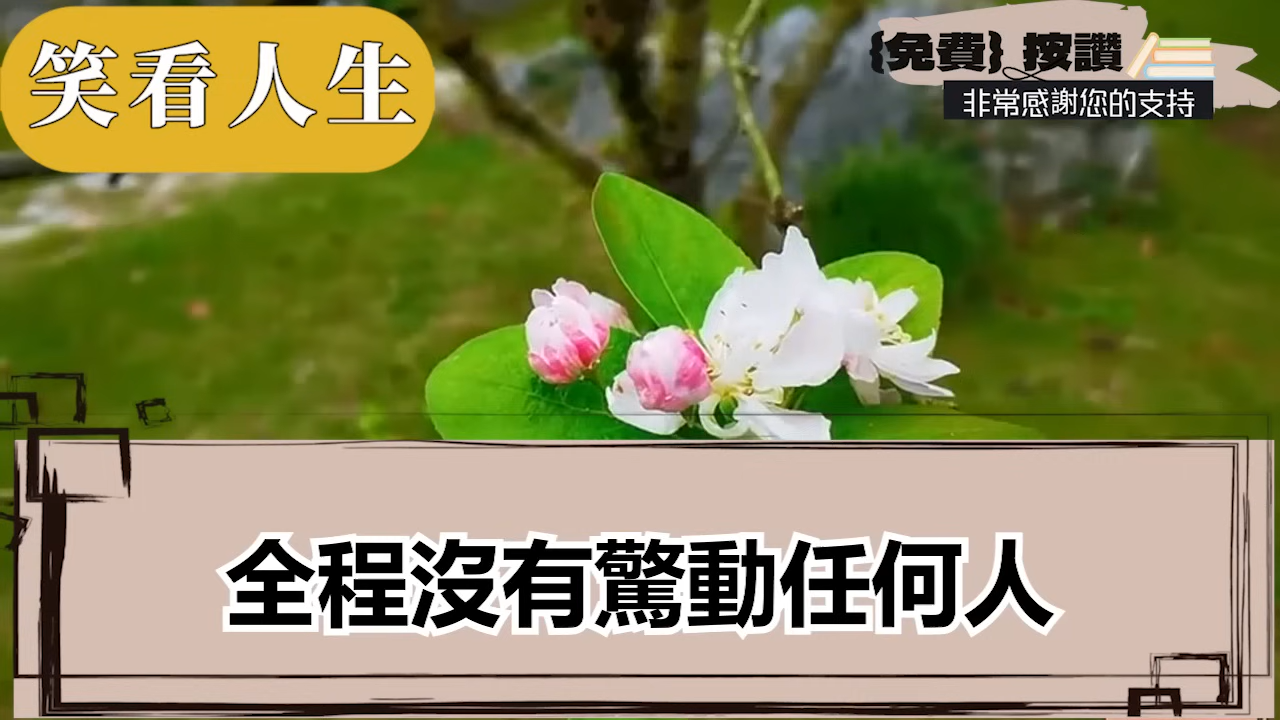 笑看人生
{免費} 按讚
非常感謝您的支持
全程沒有驚動任何人